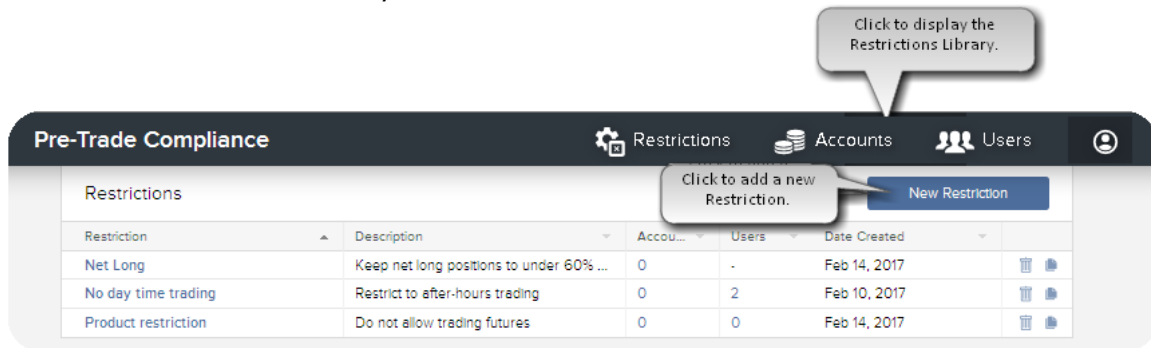 Click to display the
Restrictions Library.
Pre-Trade Compliance Restrictions Accounts Users
Restrictions
Click to add a new
Restriction.
New Restriction
Restriction Description Accou... Users Date Created
Net Long Keep net long positions to under 60% ... 0 - Feb 14, 2017
No day time trading Restrict to after-hours trading 0 2 Feb 10, 2017
Product restriction Do not allow trading futures 0 0 Feb 14, 2017